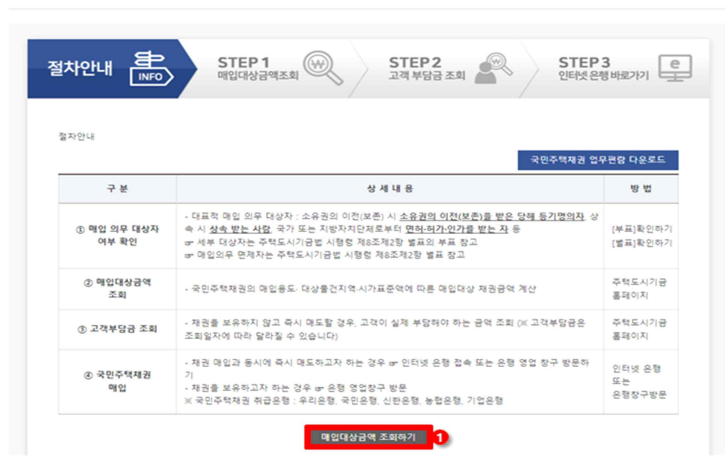 절차안내
INFO
STEP 1
매입대상금액조회
STEP 2
고객 부담금 조회
STEP 3
인터넷 은행 바로가기
e
절차안내
국민주택채권 업무편람 다운로드
구 분
상 세 내 용
방 법
① 매입 의무 대상자
여부 확인
- 대표적 매입 의무 대상자 : 소유권의 이전(보존) 시 소유권의 이전(보존)을 받은 당해 등기명의자, 상
속 시 상속 받는 사람, 국가 또는 지방자치단체로부터 면허·허가·인가를 받는 자 등
☞ 세부 대상자는 주택도시기금법 시행령 제8조제2항 별표의 부표 참고
☞ 매입의무 면제자는 주택도시기금법 시행령 제8조제2항 별표 참고
[부표]확인하기
[별표]확인하기
② 매입대상금액
조회
- 국민주택채권의 매입용도·대상물건지역·시가표준액에 따른 매입대상 채권금액 계산
주택도시기금
홈페이지
③ 고객부담금 조회
- 채권을 보유하지 않고 즉시 매도할 경우, 고객이 실제 부담해야 하는 금액 조회 (※ 고객부담금은
조회일자에 따라 달라질 수 있습니다)
주택도시기금
홈페이지
④ 국민주택채권
매입
- 채권 매입과 동시에 즉시 매도하고자 하는 경우 ☞ 인터넷 은행 접속 또는 은행 영업 창구 방문하
기
- 채권을 보유하고자 하는 경우 ☞ 은행 영업창구 방문
※ 국민주택채권 취급은행 : 우리은행, 국민은행, 신한은행, 농협은행, 기업은행
인터넷 은행
또는
은행창구방문
매입대상금액 조회하기
1